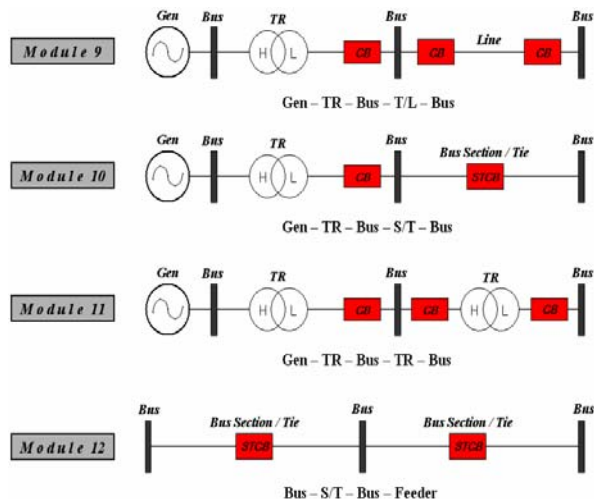 Gen Bus TR Bus Line Bus
Module 9 H L CB CB CB
Gen – TR – Bus – T/L – Bus
Gen Bus TR Bus Bus Section / Tie Bus
Module 10 H L CB STCB
Gen – TR – Bus – S/T – Bus
Gen Bus TR Bus TR Bus
Module 11 H L CB CB H L CB
Gen – TR – Bus – TR – Bus
Bus Bus Section / Tie Bus Bus Section / Tie Bus
Module 12 STCB STCB
Bus – S/T – Bus – Feeder